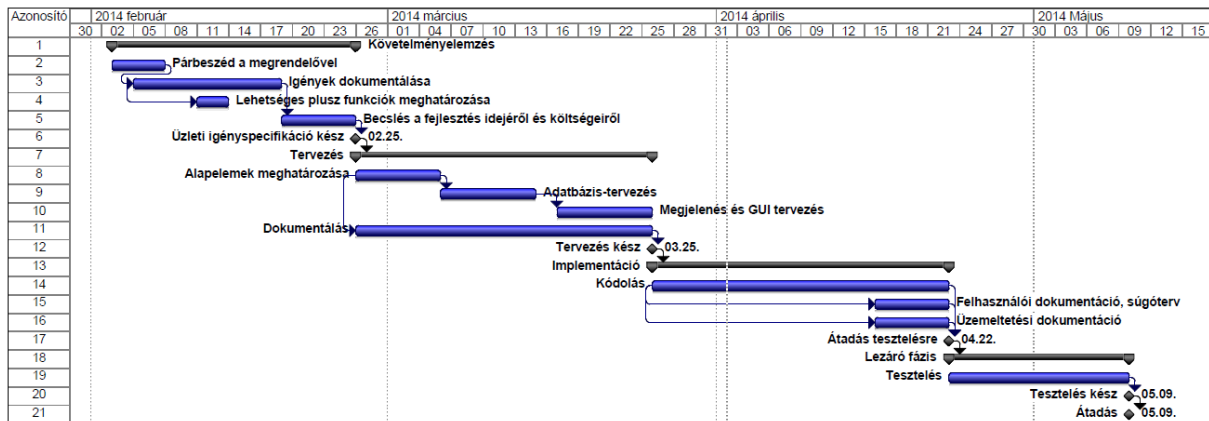 Azonosító 2014 február 2014 március 2014 április 2014 Május
30 02 05 08 11 14 17 20 23 26 01 04 07 10 13 16 19 22 25 28 31 03 06 09 12 15 18 21 24 27 30 03 06 09 12 15
1 Követelményelemzés
2 Párbeszéd a megrendelővel
3 Igények dokumentálása
4 Lehetséges plusz funkciók meghatározása
5 Becslés a fejlesztés idejéről és költségeiről
6 Üzleti igényspecifikáció kész 02.25.
7 Tervezés
8 Alapelemek meghatározása
9 Adatbázis-tervezés
10 Megjelenés és GUI tervezés
11 Dokumentálás
12 Tervezés kész 03.25.
13 Implementáció
14 Kódolás
15 Felhasználói dokumentáció, súgóterv
16 Üzemeltetési dokumentáció
17 Átadás tesztelésre 04.22.
18 Lezáró fázis
19 Tesztelés
20 Tesztelés kész 05.09.
21 Átadás 05.09.